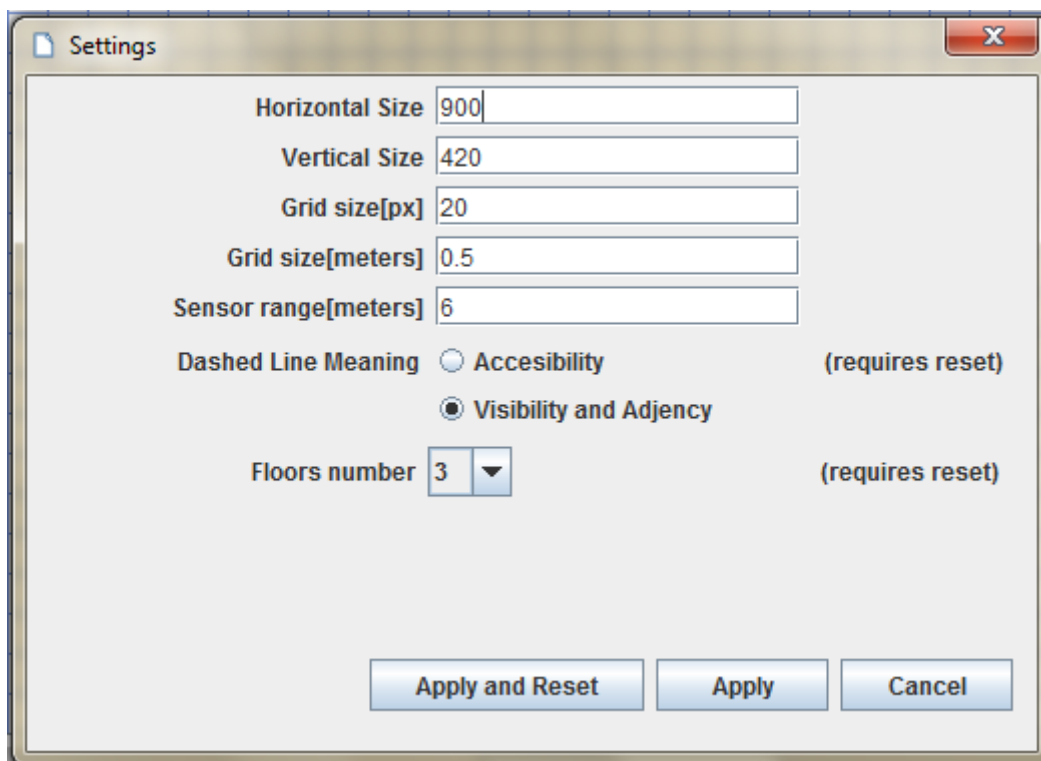 Settings
Horizontal Size 900
Vertical Size 420
Grid size[px] 20
Grid size[meters] 0.5
Sensor range[meters] 6
Dashed Line Meaning Accesibility (requires reset)
Visibility and Adjency
Floors number 3 (requires reset)
Apply and Reset Apply Cancel